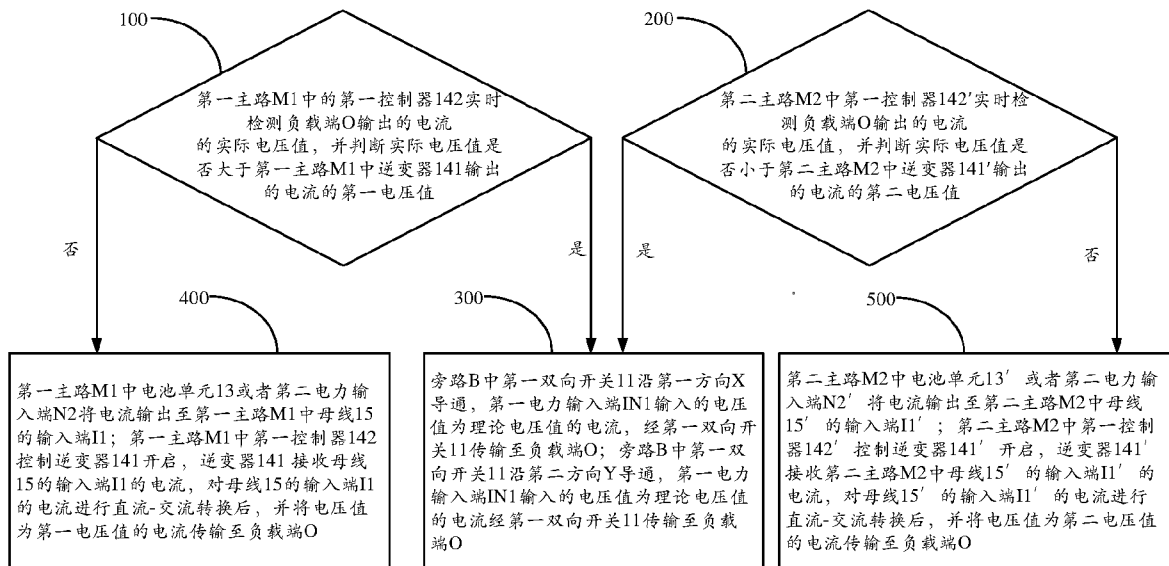 100
200
第一主路M1中的第一控制器142实时
检测负载端O输出的电流
的实际电压值，并判断实际电压值是
否大于第一主路M1中逆变器141输出
的电流的第一电压值
第二主路M2中第一控制器142′实时检
测负载端O输出的电流
的实际电压值，并判断实际电压值是
否小于第二主路M2中逆变器141′输出
的电流的第二电压值
否
是
是
否
400
300
500
第一主路M1中电池单元13或者第二电力输
入端N2将电流输出至第一主路M1中母线15
的输入端I1；第一主路M1中第一控制器142
控制逆变器141开启，逆变器141接收母线
15的输入端I1的电流，对母线15的输入端I1
的电流进行直流-交流转换后，并将电压值
为第一电压值的电流传输至负载端O
旁路B中第一双向开关11沿第一方向X
导通，第一电力输入端IN1输入的电压
值为理论电压值的电流，经第一双向开
关11传输至负载端O；旁路B中第一双
向开关11沿第二方向Y导通，第一电力
输入端IN1输入的电压值为理论电压值
的电流经第一双向开关11传输至负载
端O
第二主路M2中电池单元13′或者第二电力输
入端N2′将电流输出至第二主路M2中母线
15′的输入端I1′；第二主路M2中第一控制
器142′控制逆变器141′开启，逆变器141′
接收第二主路M2中母线15′的输入端I1′的
电流，对母线15′的输入端I1′的电流进行
直流-交流转换后，并将电压值为第二电压值
的电流传输至负载端O